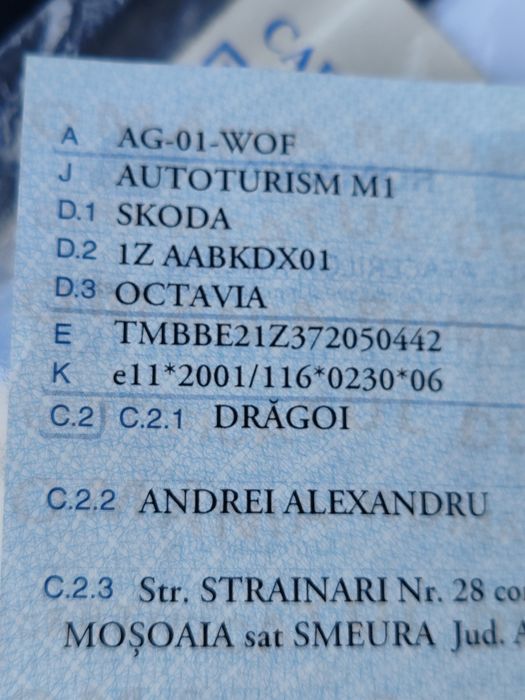 A AG-01-WOF
J AUTOTURISM M1
D.1 SKODA
D.2 1Z AABKDX01
D.3 OCTAVIA
E TMBBE21Z372050442
K e11*2001/116*0230*06
C.2 C.2.1 DRĂGOI
C.2.2 ANDREI ALEXANDRU
C.2.3 Str. STRAINARI Nr. 28
MOȘOAIA sat SMEURA Jud.